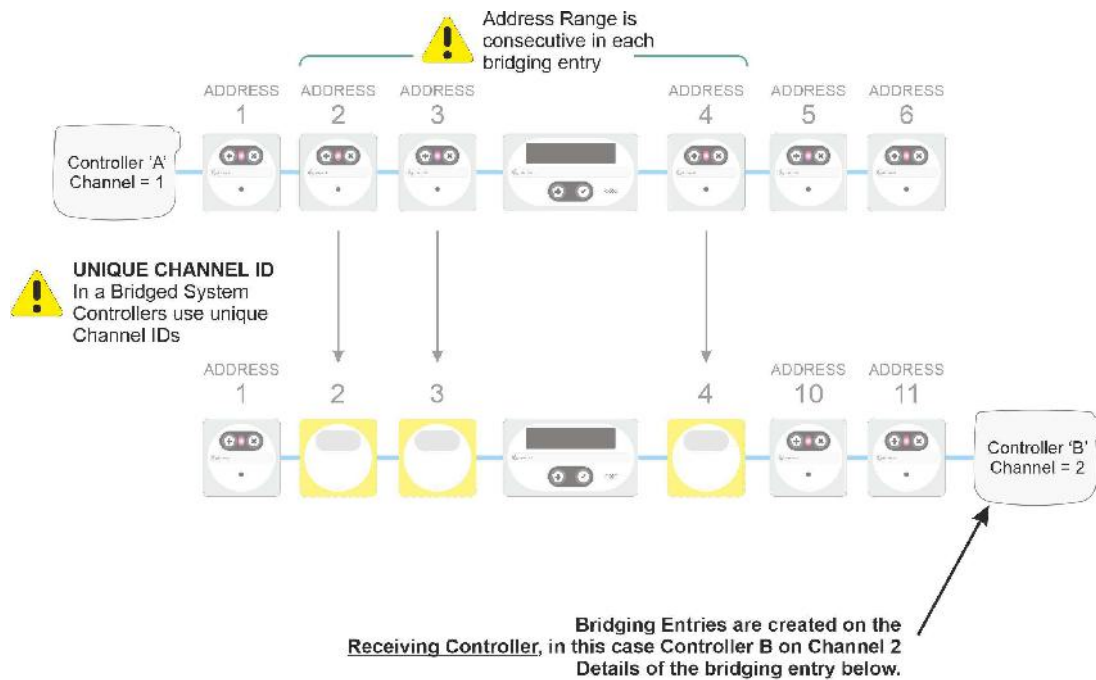 Address Range is
consecutive in each
bridging entry
ADDRESS ADDRESS ADDRESS ADDRESS ADDRESS ADDRESS
1 2 3 4 5 6
Controller 'A'
Channel = 1
UNIQUE CHANNEL ID
In a Bridged System
Controllers use unique
Channel IDs
ADDRESS ADDRESS ADDRESS
1 2 3 4 10 11
Controller 'B'
Channel = 2
Bridging Entries are created on the
Receiving Controller, in this case Controller B on Channel 2
Details of the bridging entry below.